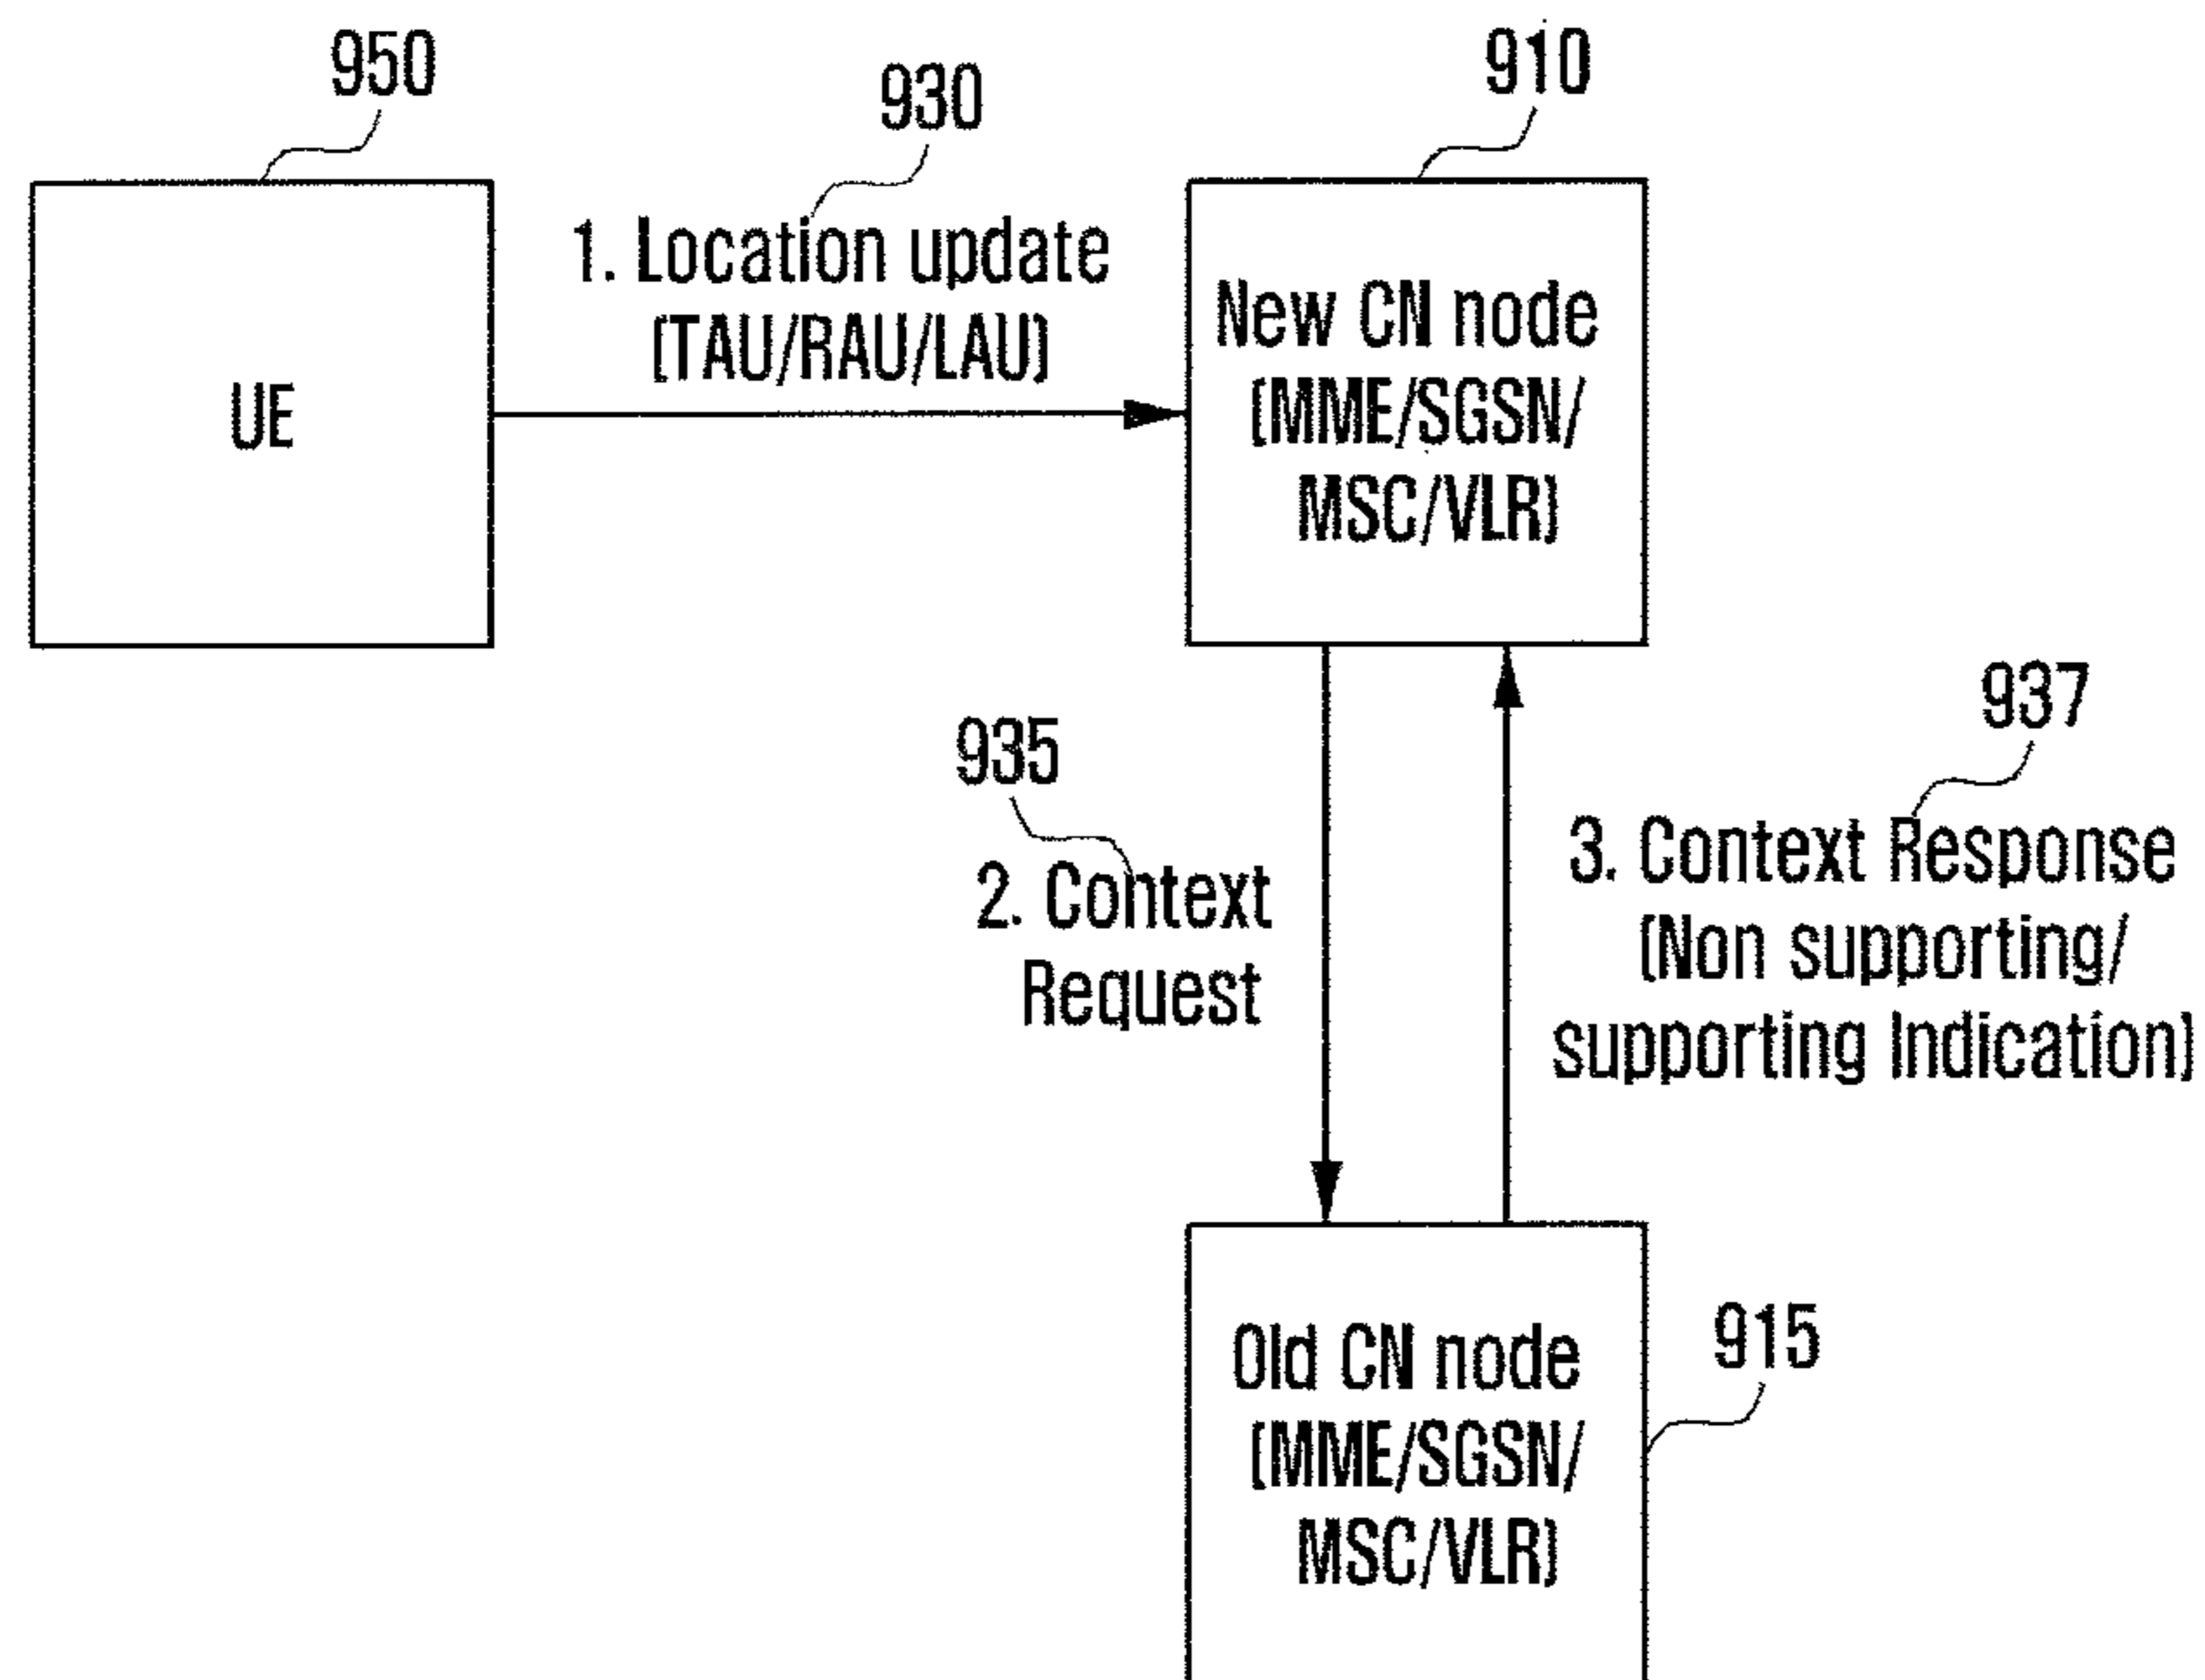 950
930
910
1. Location update
(TAU/RAU/LAU)
UE
New CN node
(MME/SGSN/
MSC/VLR)
935
2. Context
Request
937
3. Context Response
(Non supporting/
supporting Indication)
Old CN node
(MME/SGSN/
MSC/VLR)
915